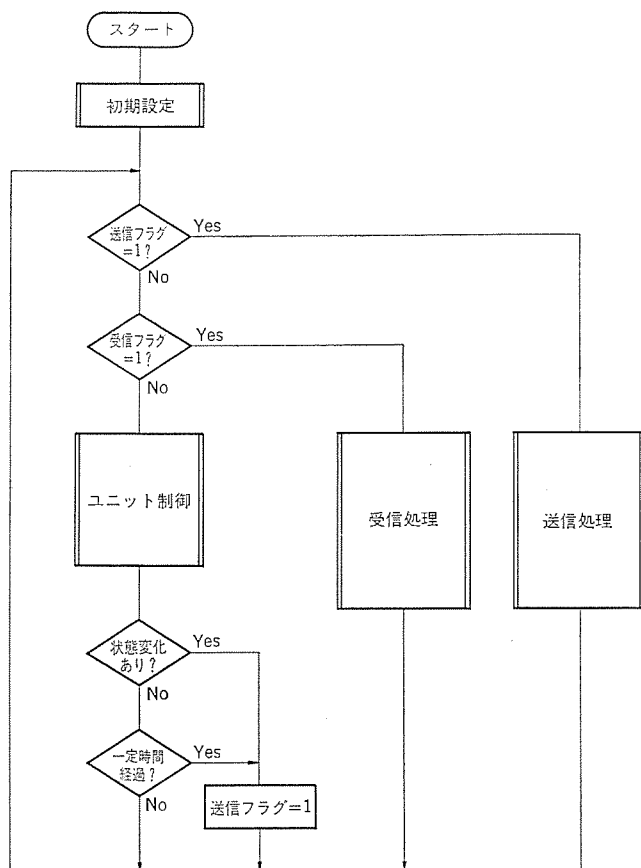 スタート
初期設定
送信フラグ
=1?
Yes
No
受信フラグ
=1?
Yes
No
ユニット制御
受信処理
送信処理
状態変化
あり?
Yes
No
一定時間
経過?
Yes
No
送信フラグ=1